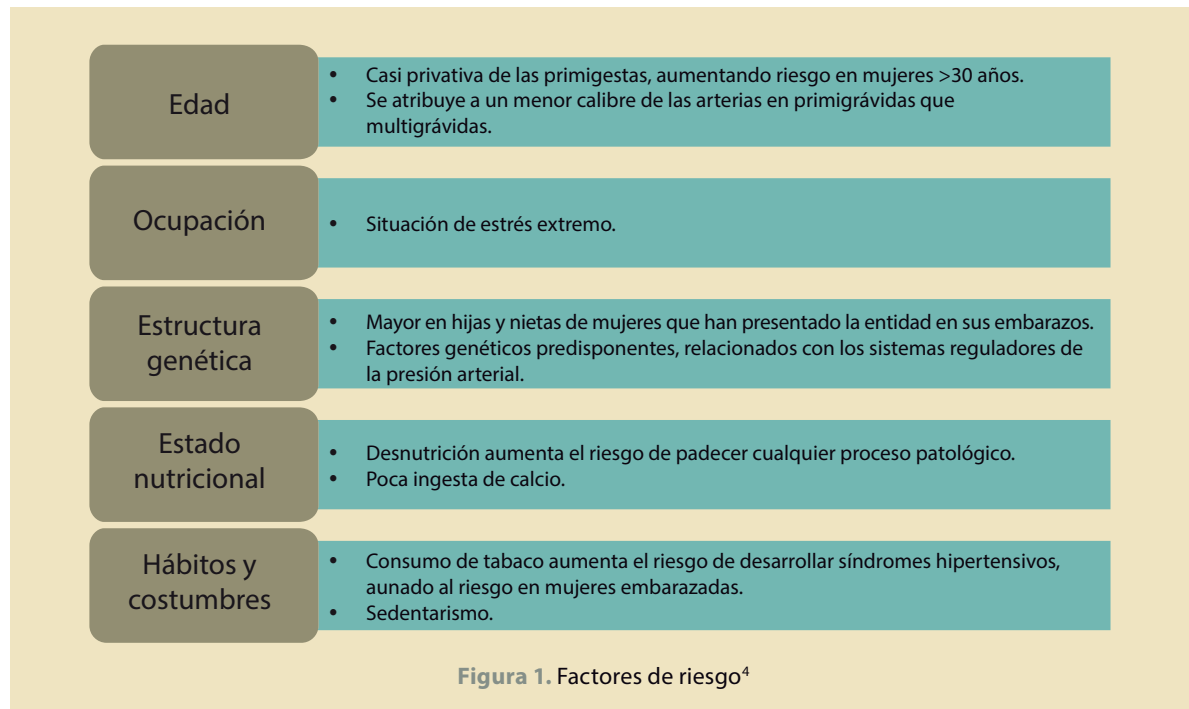 Edad
• Casi privativa de las primigestas, aumentando riesgo en mujeres >30 años.
• Se atribuye a un menor calibre de las arterias en primigrávidas que
multigrávidas.
Ocupación
• Situación de estrés extremo.
Estructura
genética
• Mayor en hijas y nietas de mujeres que han presentado la entidad en sus embarazos.
• Factores genéticos predisponentes, relacionados con los sistemas reguladores de
la presión arterial.
Estado
nutricional
• Desnutrición aumenta el riesgo de padecer cualquier proceso patológico.
• Poca ingesta de calcio.
Hábitos y
costumbres
• Consumo de tabaco aumenta el riesgo de desarrollar síndromes hipertensivos,
aunado al riesgo en mujeres embarazadas.
• Sedentarismo.
Figura 1. Factores de riesgo⁴